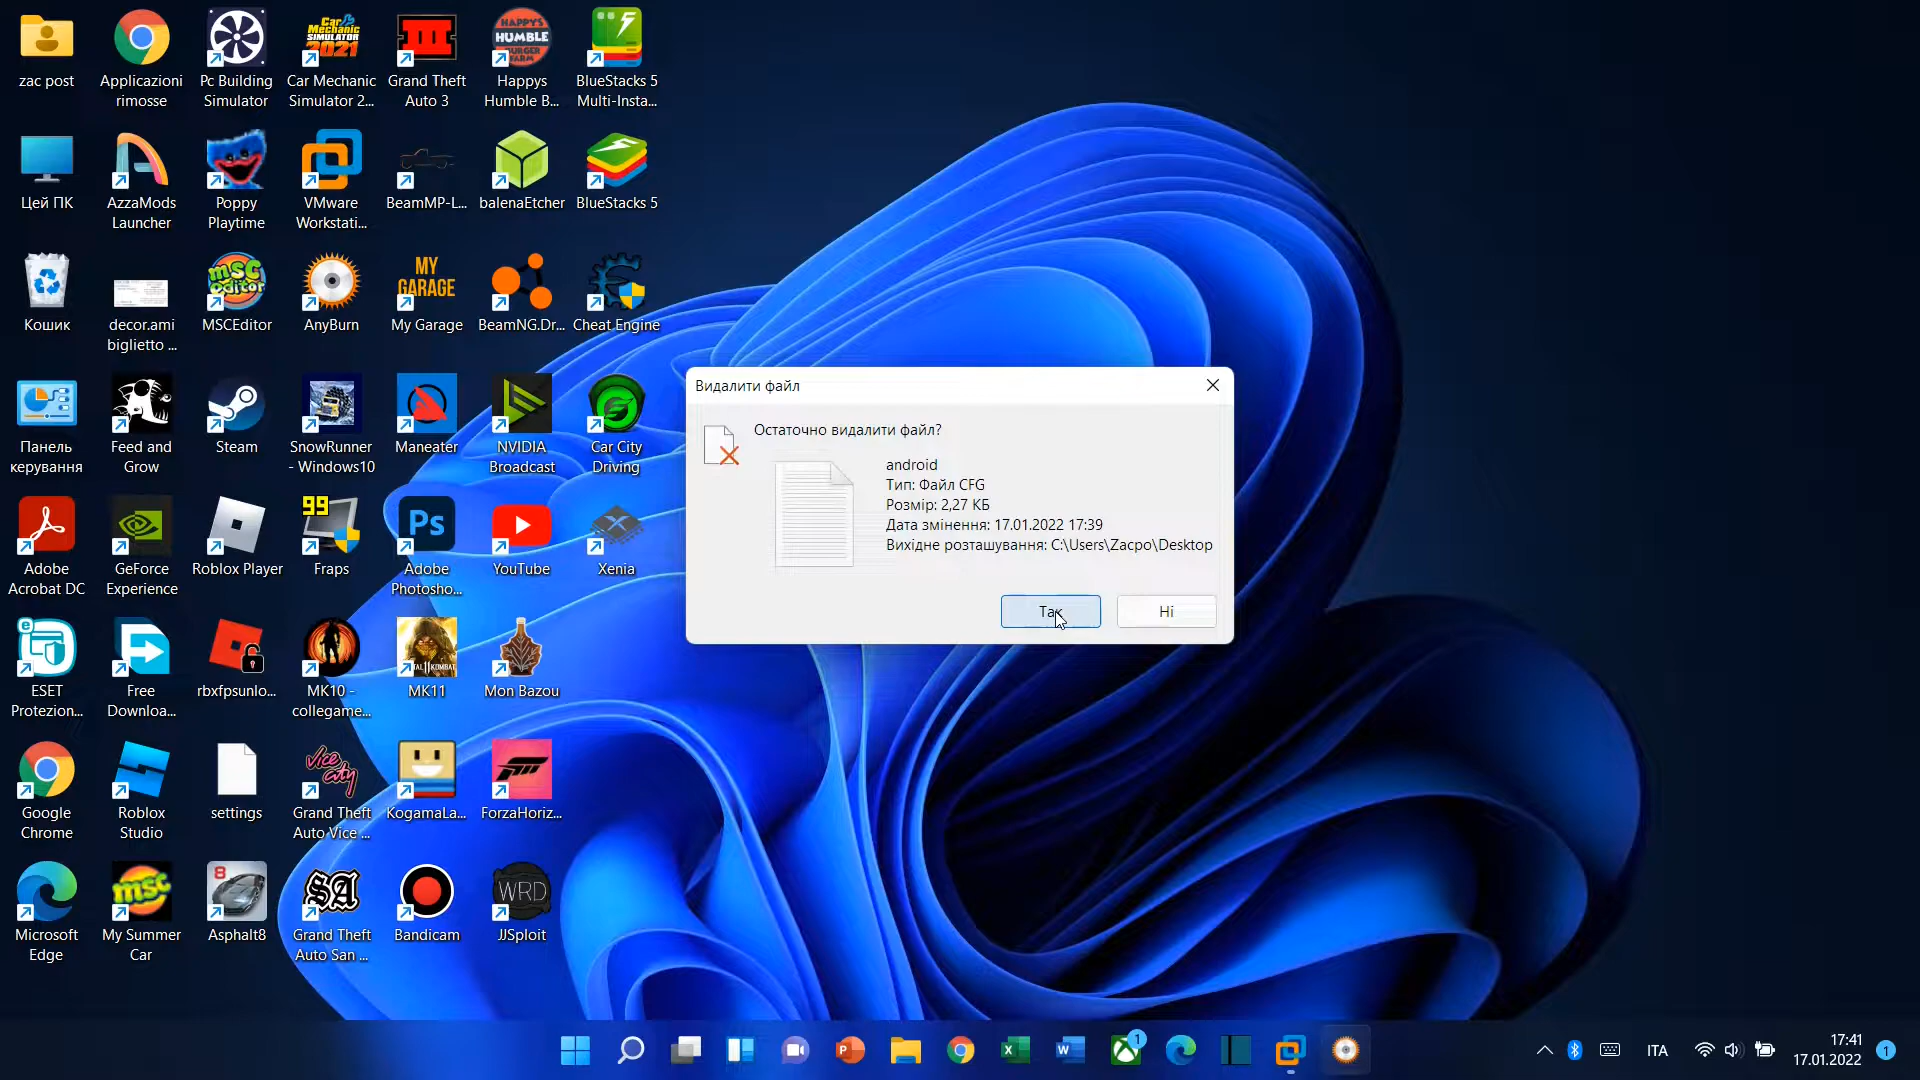 zac post
Applicazioni
rimosse
Pc Building
Simulator
Car Mechanic
Simulator 2...
Grand Theft
Auto 3
Happys
Humble B...
BlueStacks 5
Multi-Insta...
Цей ПК
AzzaMods
Launcher
Poppy
Playtime
VMware
Workstati...
BeamMP-L...
balenaEtcher
BlueStacks 5
Кошик
decor.ami
biglietto ...
MSCEditor
AnyBurn
MY
GARAGE
My Garage
BeamNG.Dr...
Cheat Engine
Панель
керування
Feed and
Grow
Steam
SnowRunner
- Windows10
Maneater
NVIDIA
Broadcast
Car City
Driving
Adobe
Acrobat DC
GeForce
Experience
Roblox Player
99
Fraps
Ps
Adobe
Photosho...
YouTube
Xenia
ESET
Protezion...
Free
Downloa...
rbxfpsunlo...
MK10 -
collegame...
MK11
Mon Bazou
Google
Chrome
Roblox
Studio
settings
Grand Theft
Auto Vice ...
KogamaLa...
ForzaHoriz...
Microsoft
Edge
My Summer
Car
Asphalt8
Grand Theft
Auto San ...
Bandicam
WRD
JJSploit
Видалити файл
Остаточно видалити файл?
android
Тип: Файл CFG
Розмір: 2,27 КБ
Дата змінення: 17.01.2022 17:39
Вихідне розташування: C:\Users\Zacpo\Desktop
Так
Ні
ITA
17:41
17.01.2022
1